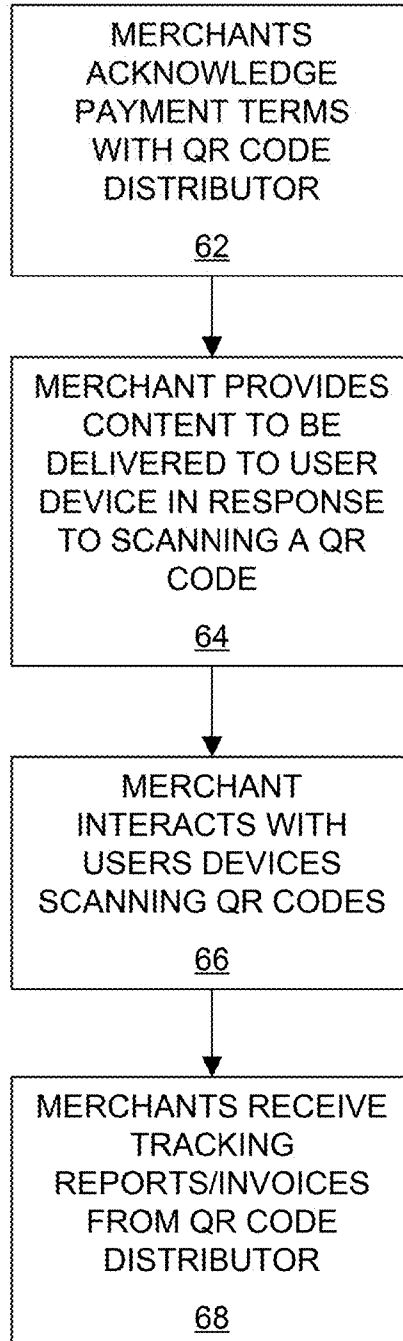 MERCHANTS
ACKNOWLEDGE
PAYMENT TERMS
WITH QR CODE
DISTRIBUTOR
62
MERCHANT PROVIDES
CONTENT TO BE
DELIVERED TO USER
DEVICE IN RESPONSE
TO SCANNING A QR
CODE
64
MERCHANT
INTERACTS WITH
USERS DEVICES
SCANNING QR CODES
66
MERCHANTS RECEIVE
TRACKING
REPORTS/INVOICES
FROM QR CODE
DISTRIBUTOR
68